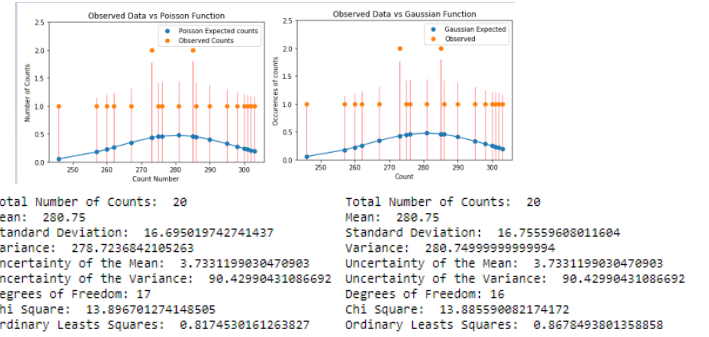 Observed Data vs Poisson Function
Poisson Expected counts
Observed Counts
Number of Counts
2.5
2.0
1.5
1.0
0.5
0.0
250 260 270 280 290 300
Count Number
Observed Data vs Gaussian Function
Gaussian Expected
Observed
Occurences of counts
2.5
2.0
1.5
1.0
0.5
0.0
250 260 270 280 290 300
Count
otal Number of Counts: 20
ean: 280.75
tandard Deviation: 16.695019742741437
ariance: 278.7236842105263
ncertainty of the Mean: 3.7331199030470903
ncertainty of the Variance: 90.42990431086692
egrees of Freedom: 17
hi Square: 13.896701274148505
rdinary Leasts Squares: 0.8174530161263827
Total Number of Counts: 20
Mean: 280.75
Standard Deviation: 16.75559608011604
Variance: 280.74999999999994
Uncertainty of the Mean: 3.7331199030470903
Uncertainty of the Variance: 90.42990431086692
Degrees of Freedom: 16
Chi Square: 13.885590082174172
Ordinary Leasts Squares: 0.8678493801358858